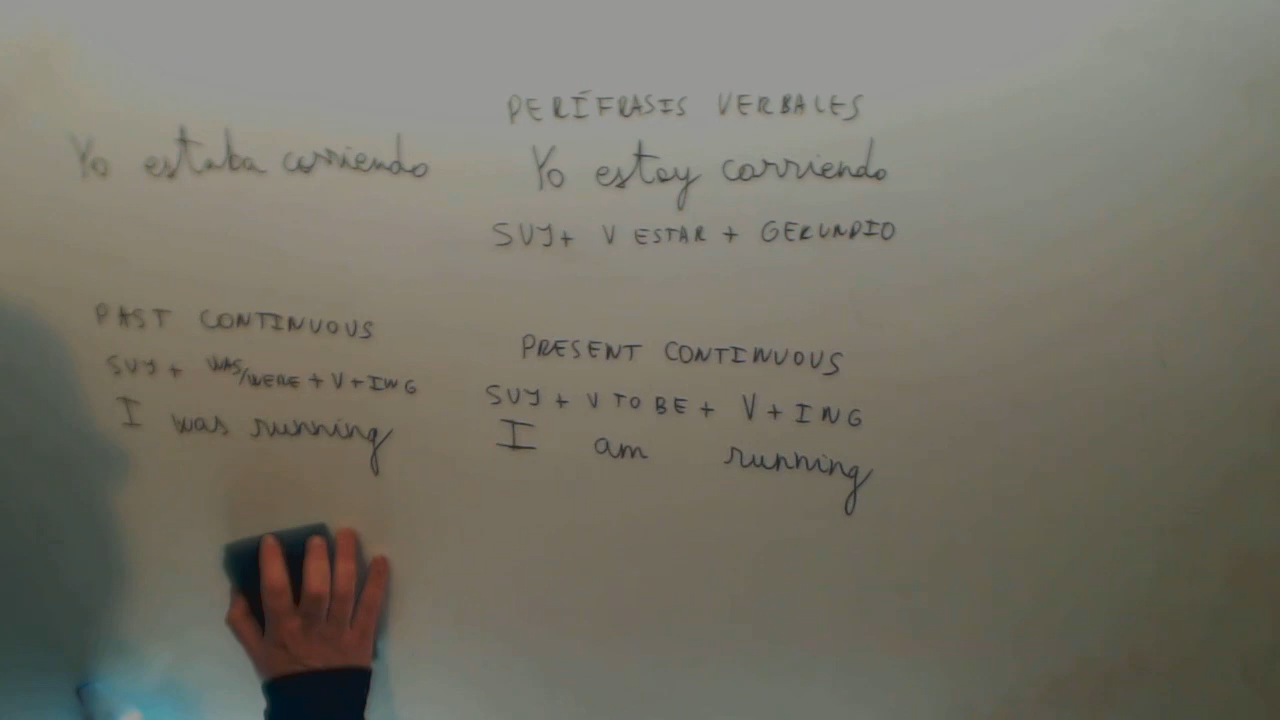 PERÍFRASIS VERBALES
Yo estaba corriendo
Yo estoy corriendo
SUJ + V ESTAR + GERUNDIO
PAST CONTINUOUS
SUJ + WAS/WERE + V + ING
I was running
PRESENT CONTINUOUS
SUJ + V TO BE + V + ING
I am running